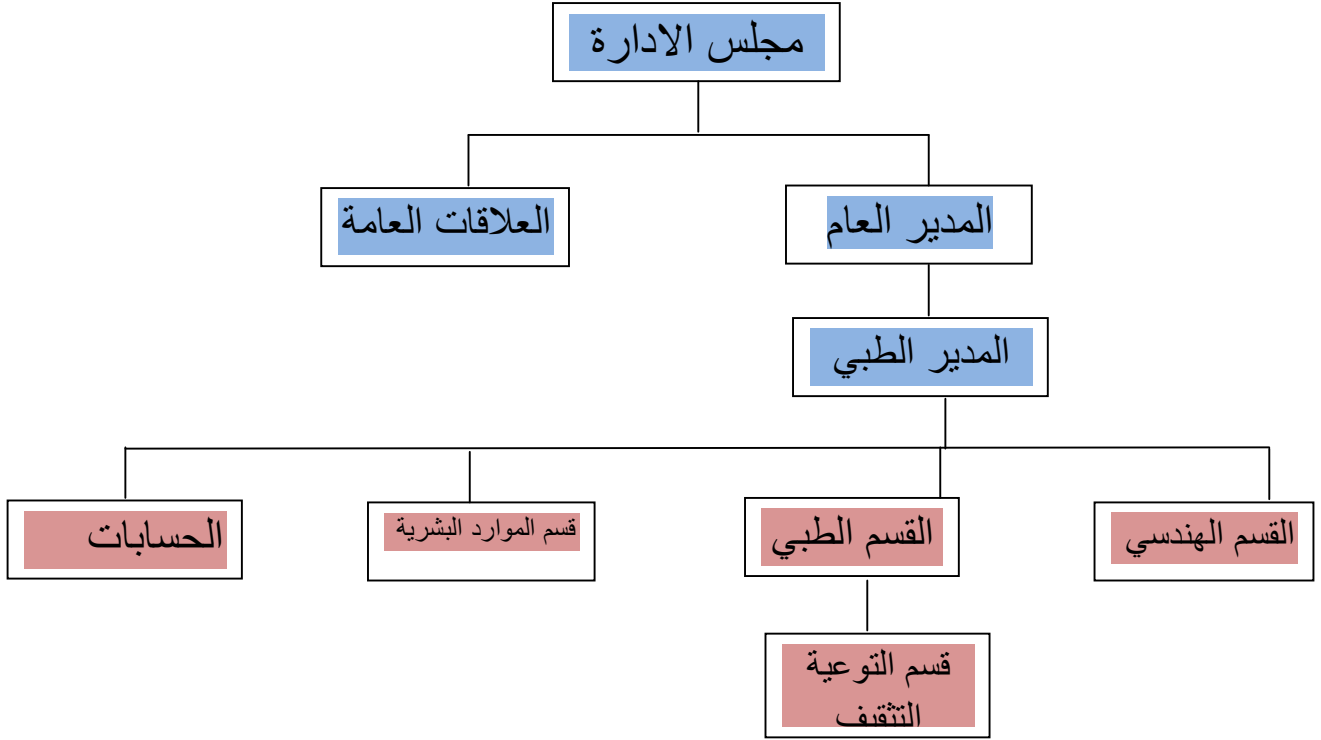 مجلس الادارة
المدير العام
العلاقات العامة
المدير الطبي
القسم الهندسي
القسم الطبي
قسم الموارد البشرية
الحسابات
قسم التوعية
التثقيف